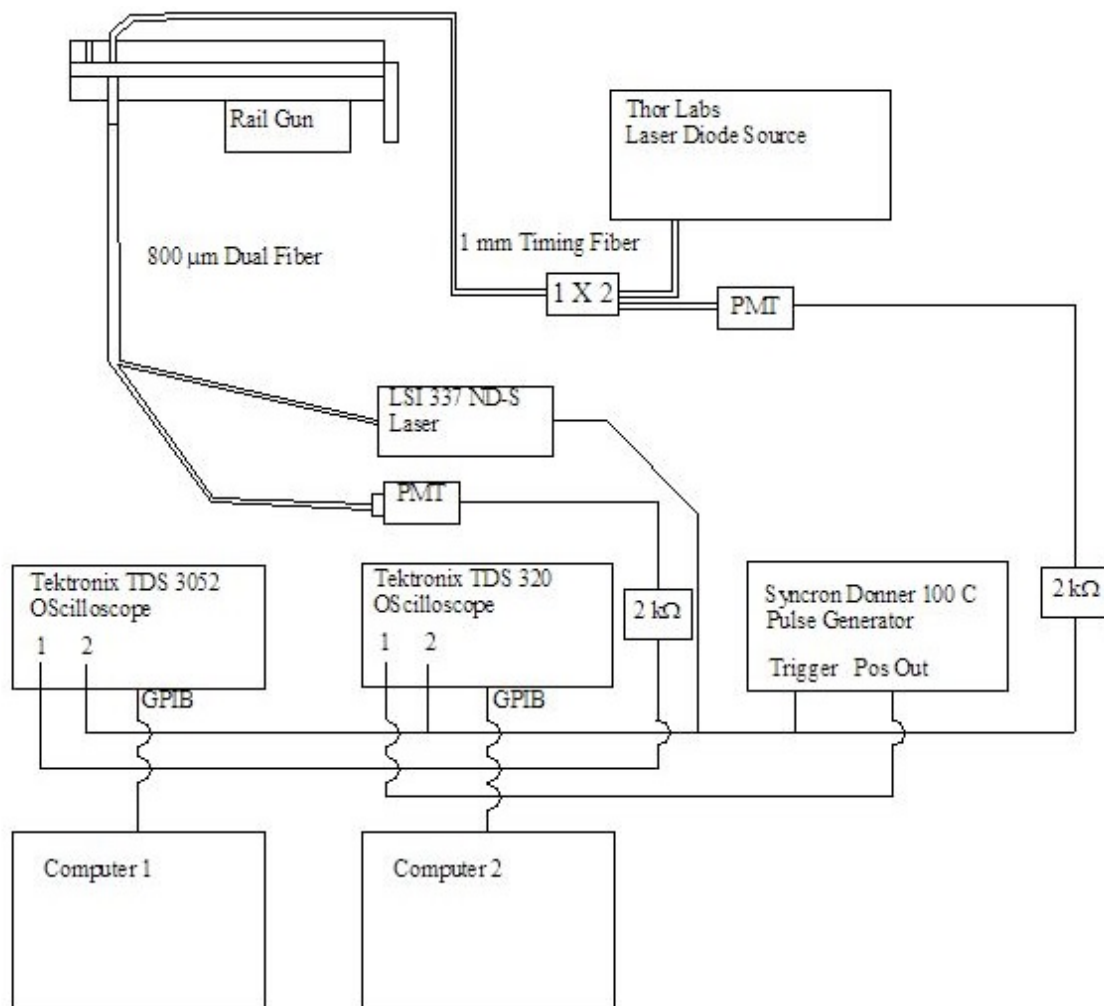 Rail Gun
Thor Labs
Laser Diode Source
800 μm Dual Fiber
1 mm Timing Fiber
1 X 2
PMT
LSI 337 ND-S
Laser
PMT
Tektronix TDS 3052
OScilloscope
1 2
GPIB
Tektronix TDS 320
OScilloscope
1 2
GPIB
2 kΩ
Syncron Donner 100 C
Pulse Generator
Trigger Pos Out
2 kΩ
Computer 1
Computer 2